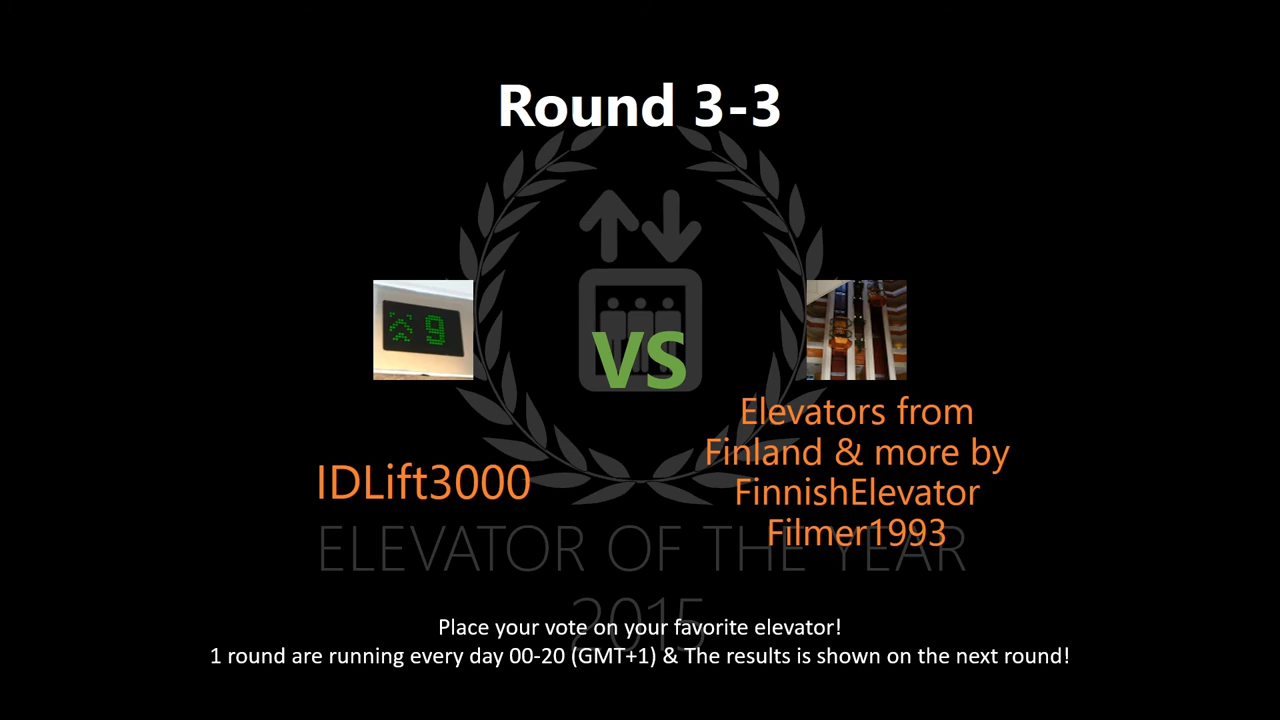 Round 3-3
9
VS
IDLift3000
Elevators from
Finland & more by
FinnishElevator
Filmer1993
ELEVATOR OF THE YEAR
2015
Place your vote on your favorite elevator!
1 round are running every day 00-20 (GMT+1) & The results is shown on the next round!